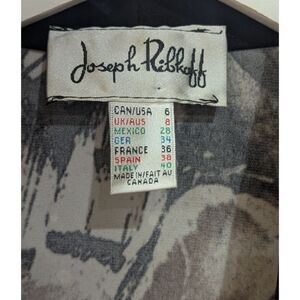 Joseph Ribkoff
CAN/USA 6
UK/AUS 8
MEXICO 28
GER 34
FRANCE 36
SPAIN 38
ITALY 40
MADE IN/FAIT AU
CANADA